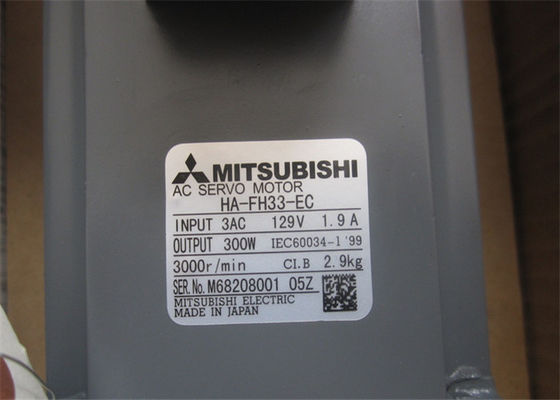 MITSUBISHI
AC SERVO MOTOR
HA-FH33-EC
INPUT 3AC 129V 1.9A
OUTPUT 300W IEC60034-1'99
3000r/min CI.B 2.9kg
SER.No.M68208001 05Z
MITSUBISHI ELECTRIC
MADE IN JAPAN